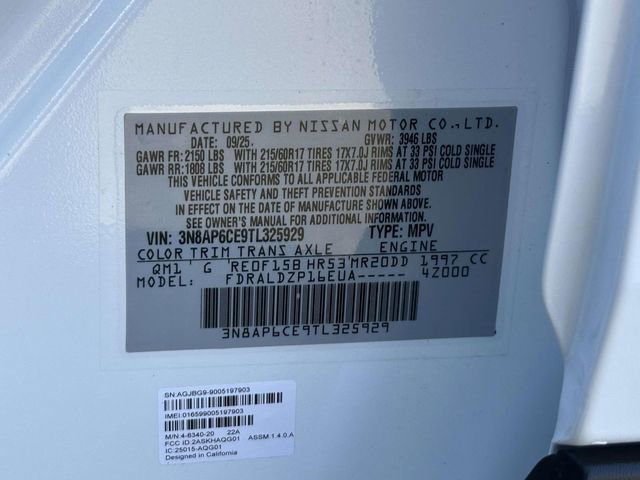 MANUFACTURED BY NISSAN MOTOR CO., LTD.
DATE: 09/25. GVWR: 3946 LBS
GAWR FR: 2150 LBS WITH 215/60R17 TIRES 17X7.0J RIMS AT 33 PSI COLD SINGLE
GAWR RR: 1808 LBS WITH 215/60R17 TIRES 17X7.0J RIMS AT 33 PSI COLD SINGLE
THIS VEHICLE CONFORMS TO ALL APPLICABLE FEDERAL MOTOR
VEHICLE SAFETY AND THEFT PREVENTION STANDARDS
IN EFFECT ON THE DATE OF MANUFACTURE SHOWN ABOVE.
SEE OWNER'S MANUAL FOR ADDITIONAL INFORMATION
VIN: 3N8AP6CE9TL325929 TYPE: MPV
COLOR TRIM TRANS AXLE ENGINE
QM1 G RE0F15B HR53 MR20DD 1997 CC
MODEL: FDRALDZP16EUA----- 4Z000
3N8AP6CE9TL325929
SN:AGJBG9-9005197903
IMEI:016599005197903
M/N:4-6340-20 22A
FCC ID:2ASKHAQG01 ASSM 1.4.0.A
IC:25015-AQG01
Designed in California